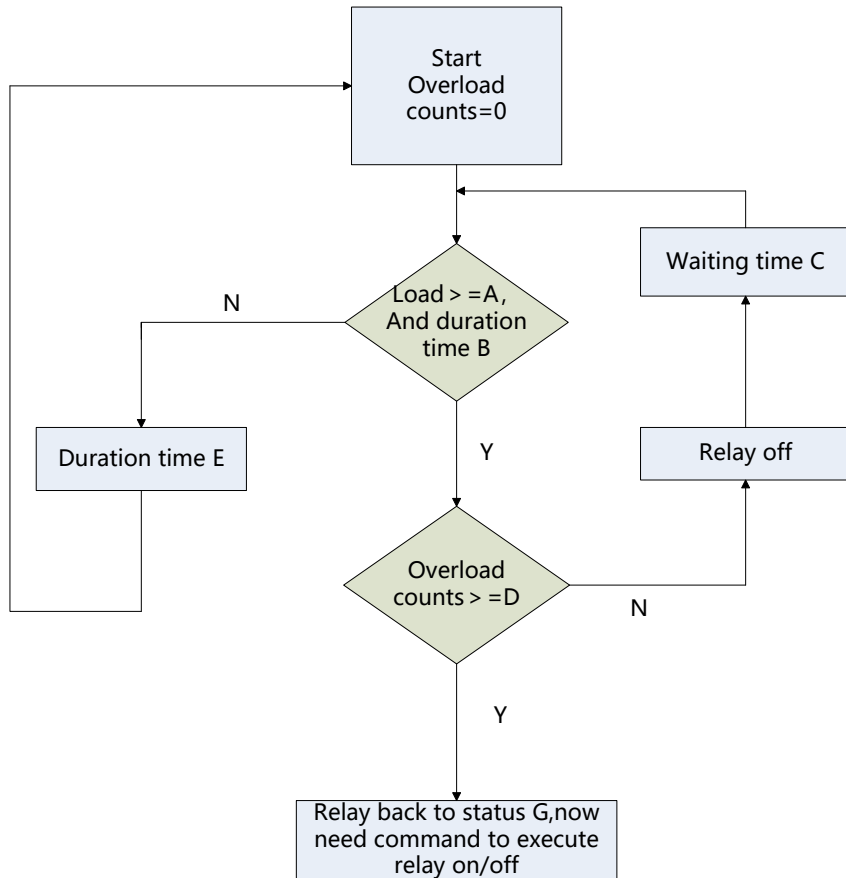 Start
Overload
counts=0
Waiting time C
Load＞=A,
And duration
time B
N
Duration time E
Relay off
Y
Overload
counts＞=D
N
Y
Relay back to status G,now
need command to execute
relay on/off